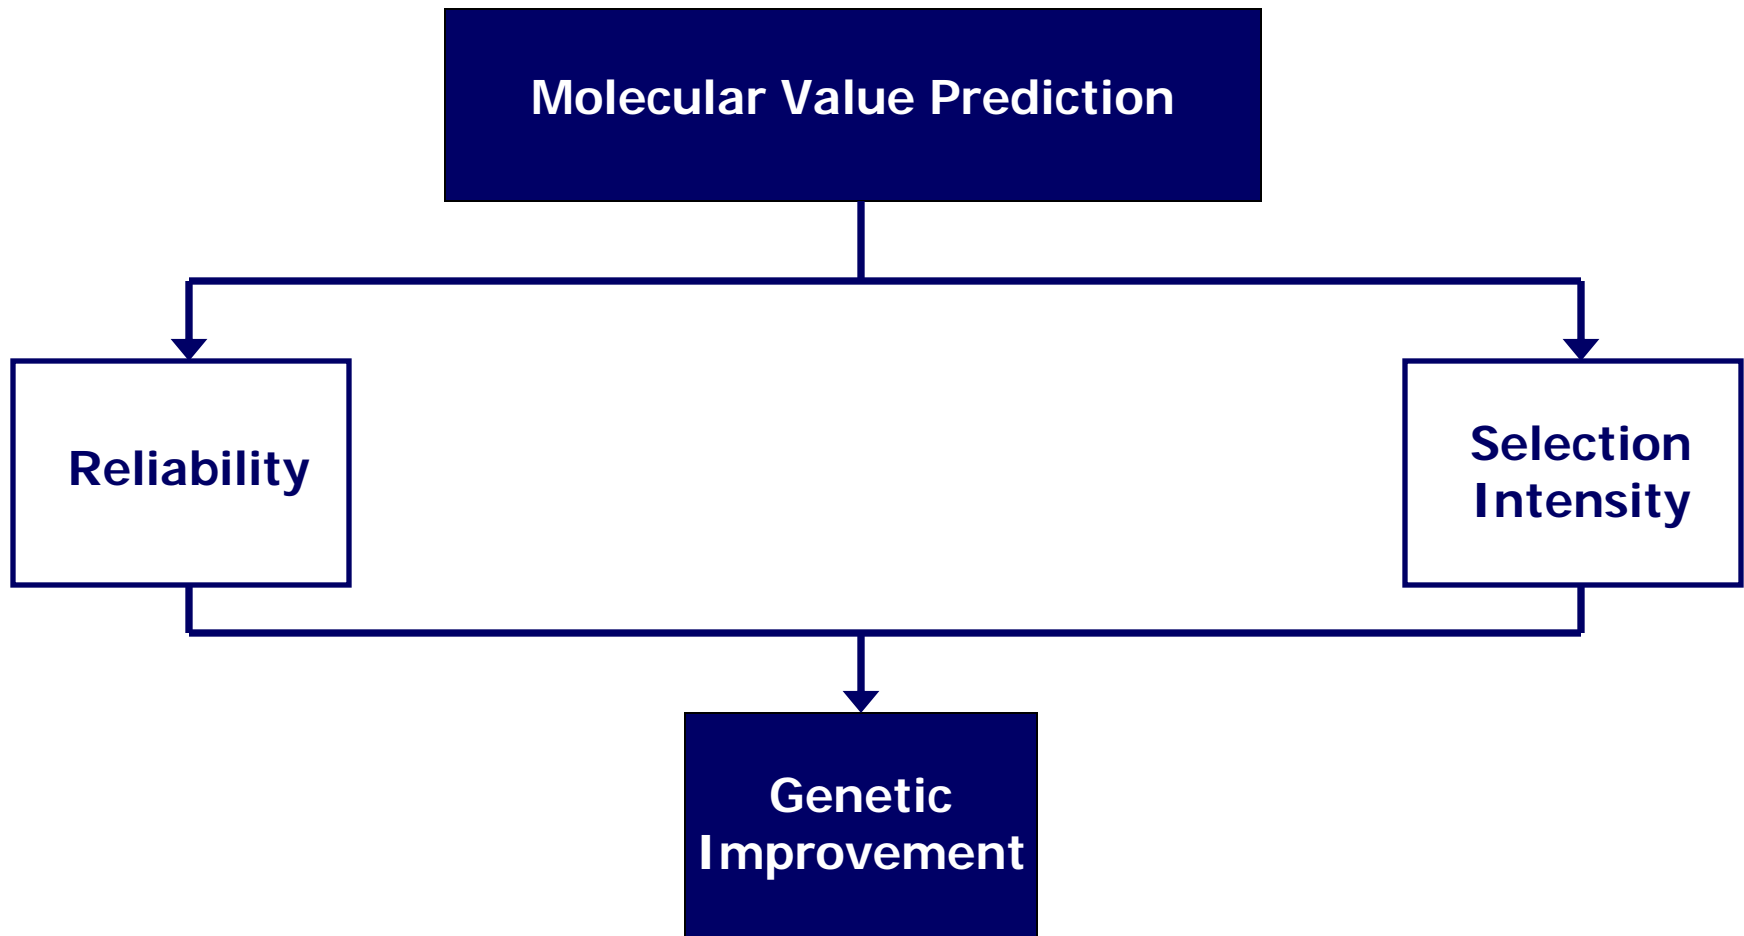 Molecular Value Prediction
Reliability
Selection
Intensity
Genetic
Improvement